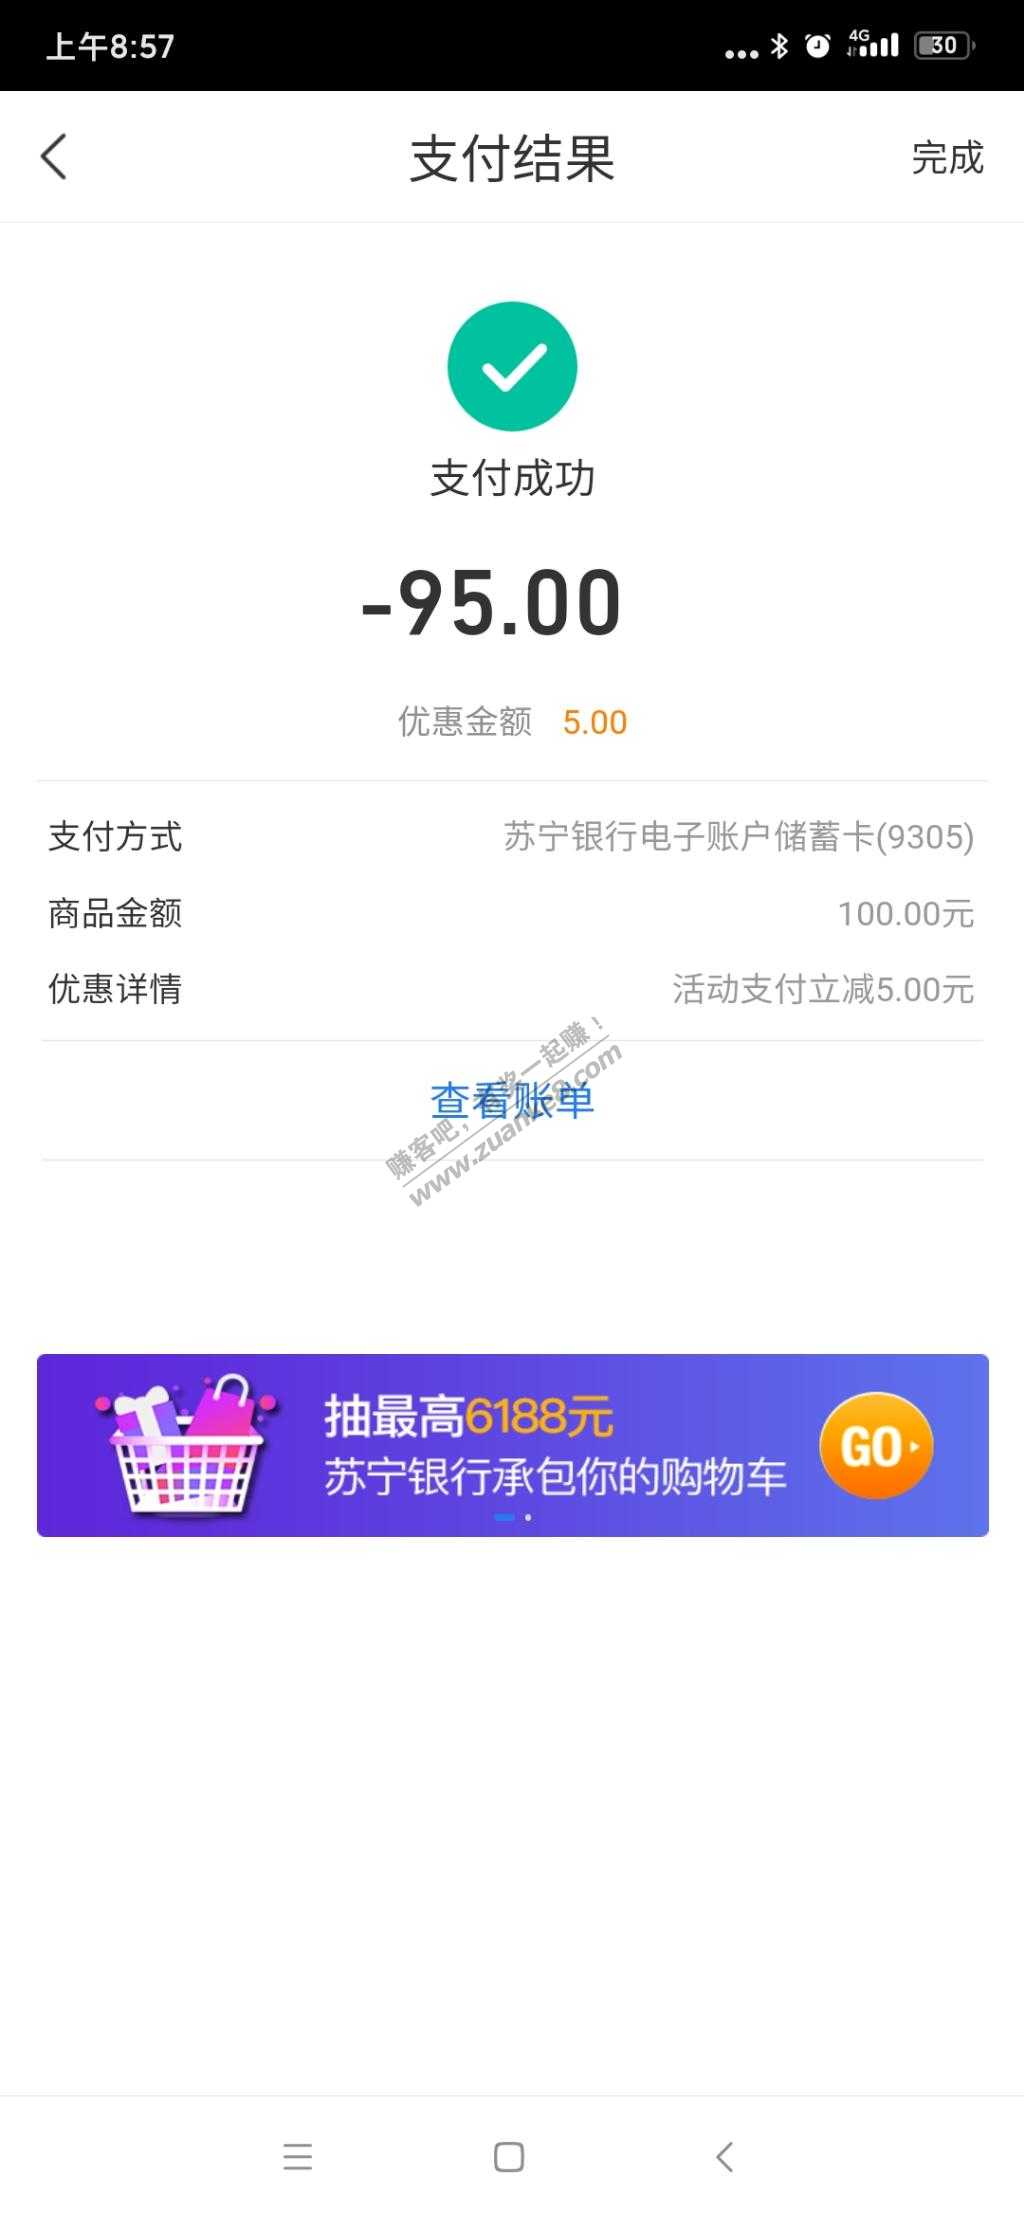 上午8:57
4G 30
支付结果 完成
支付成功
-95.00
优惠金额 5.00
支付方式 苏宁银行电子账户储蓄卡(9305)
商品金额 100.00元
优惠详情 活动支付立减5.00元
查看账单
赚客吧，有奖一起赚！
www.zuanke8.com
抽最高6188元
苏宁银行承包你的购物车
GO